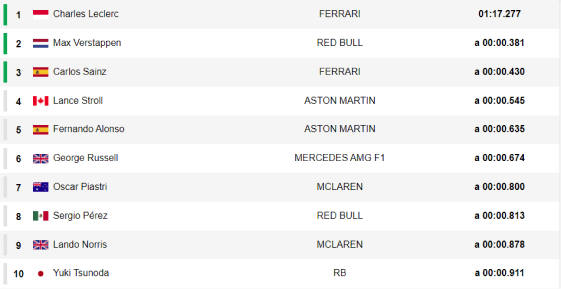 1 Charles Leclerc FERRARI 01:17.277
2 Max Verstappen RED BULL a 00:00.381
3 Carlos Sainz FERRARI a 00:00.430
4 Lance Stroll ASTON MARTIN a 00:00.545
5 Fernando Alonso ASTON MARTIN a 00:00.635
6 George Russell MERCEDES AMG F1 a 00:00.674
7 Oscar Piastri MCLAREN a 00:00.800
8 Sergio Pérez RED BULL a 00:00.813
9 Lando Norris MCLAREN a 00:00.878
10 Yuki Tsunoda RB a 00:00.911